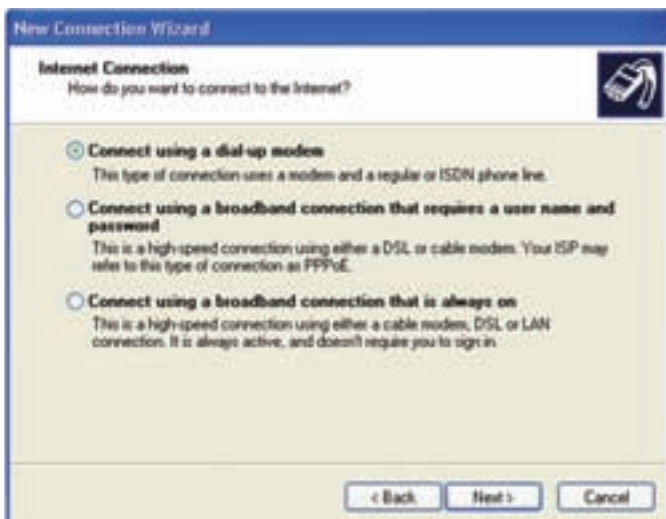 New Connection Wizard
Internet Connection
How do you want to connect to the Internet?
Connect using a dial-up modem
This type of connection uses a modem and a regular or ISDN phone line.
Connect using a broadband connection that requires a user name and
password
This is a high-speed connection using either a DSL or cable modem. Your ISP may
refer to this type of connection as PPPoE.
Connect using a broadband connection that is always on
This is a high-speed connection using either a cable modem, DSL or LAN
connection. It is always active, and doesn't require you to sign in.
< Back
Next >
Cancel